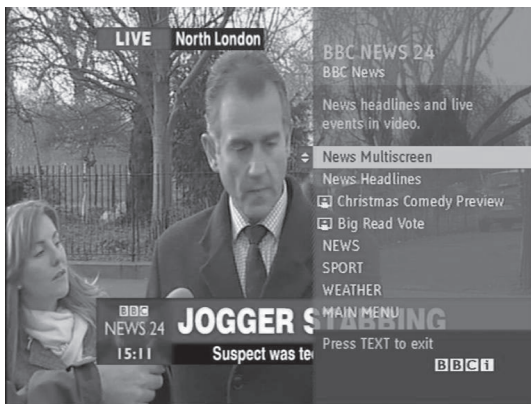 LIVE North London
BBC NEWS 24
BBC News
News headlines and live
events in video.
News Multiscreen
News Headlines
Christmas Comedy Preview
Big Read Vote
NEWS
SPORT
WEATHER
MAIN MENU
Press TEXT to exit
BBCi
BBC
NEWS 24
JOGGER STABBING
15:11
Suspect was tee